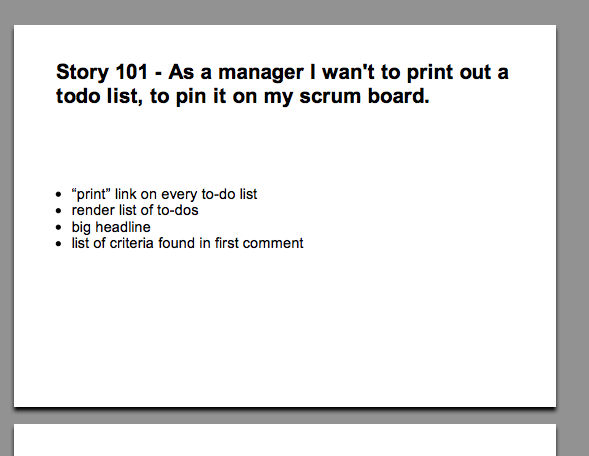 Story 101 - As a manager I wan't to print out a
todo list, to pin it on my scrum board.
• “print” link on every to-do list
• render list of to-dos
• big headline
• list of criteria found in first comment